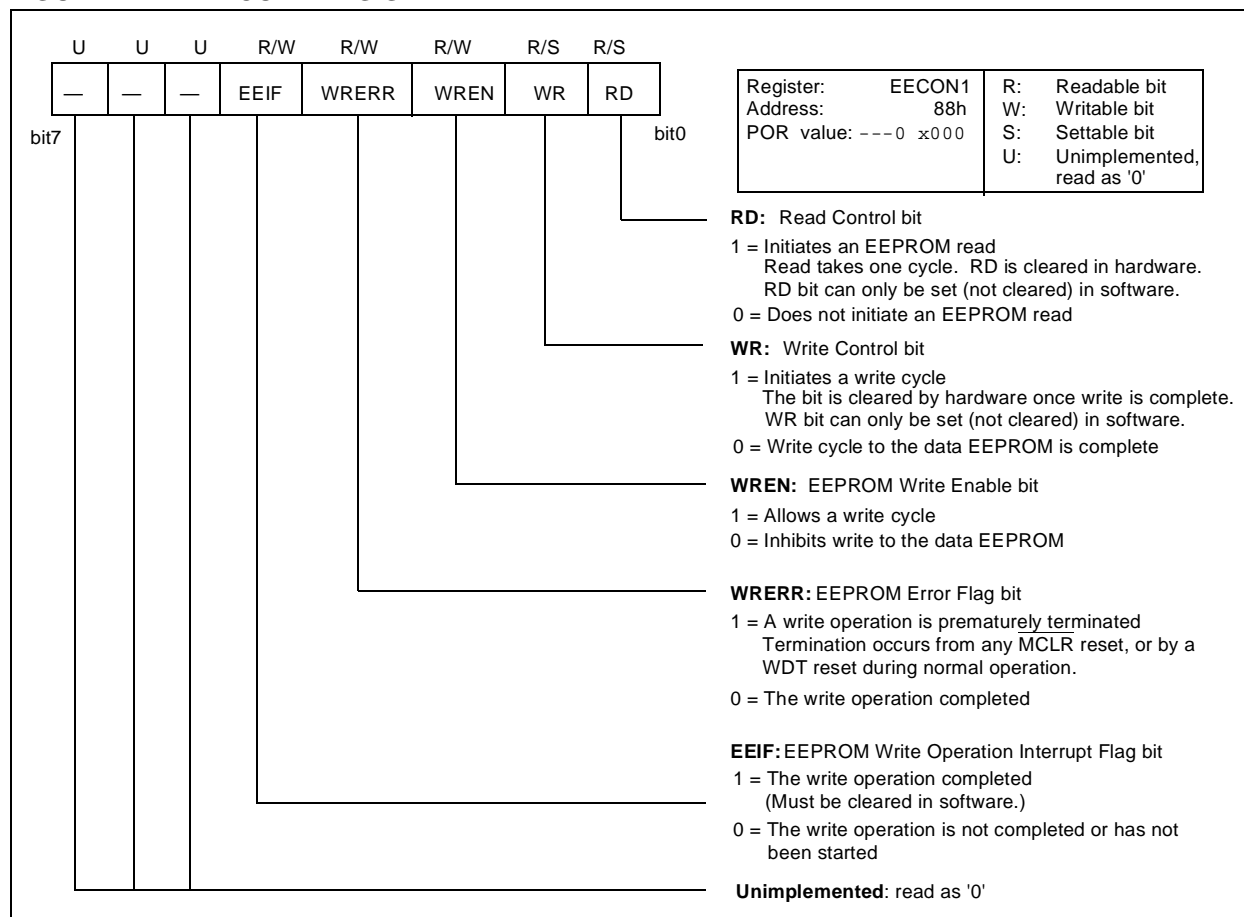 U U U R/W R/W R/W R/S R/S
— — — EEIF WRERR WREN WR RD
bit7 bit0
Register: EECON1
Address: 88h
POR value: ---0 x000
R: Readable bit
W: Writable bit
S: Settable bit
U: Unimplemented,
read as '0'
RD: Read Control bit
1 = Initiates an EEPROM read
Read takes one cycle. RD is cleared in hardware.
RD bit can only be set (not cleared) in software.
0 = Does not initiate an EEPROM read
WR: Write Control bit
1 = Initiates a write cycle
The bit is cleared by hardware once write is complete.
WR bit can only be set (not cleared) in software.
0 = Write cycle to the data EEPROM is complete
WREN: EEPROM Write Enable bit
1 = Allows a write cycle
0 = Inhibits write to the data EEPROM
WRERR: EEPROM Error Flag bit
1 = A write operation is prematurely terminated
Termination occurs from any MCLR reset, or by a
WDT reset during normal operation.
0 = The write operation completed
EEIF: EEPROM Write Operation Interrupt Flag bit
1 = The write operation completed
(Must be cleared in software.)
0 = The write operation is not completed or has not
been started
Unimplemented: read as '0'